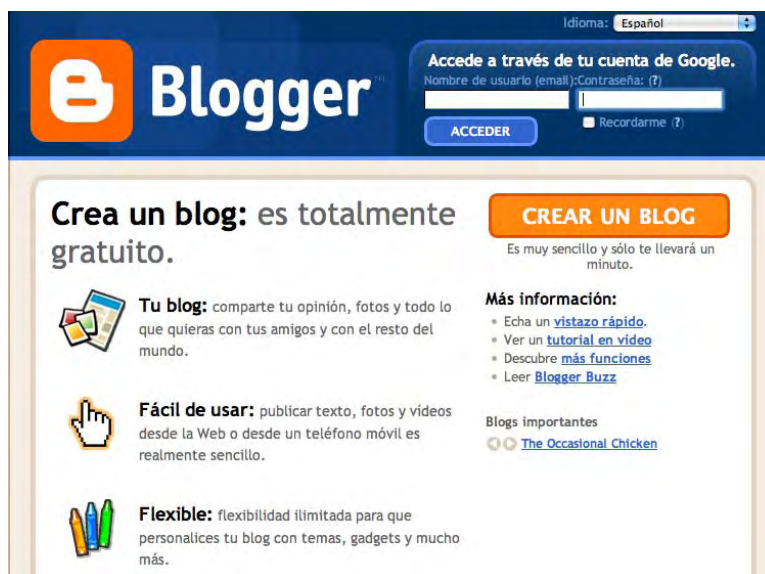 Idioma: Español
Blogger™
Accede a través de tu cuenta de Google.
Nombre de usuario (email):Contraseña: (?)
ACCEDER
Recordarme (?)
Crea un blog: es totalmente
gratuito.
Tu blog: comparte tu opinión, fotos y todo lo
que quieras con tus amigos y con el resto del
mundo.
Fácil de usar: publicar texto, fotos y vídeos
desde la Web o desde un teléfono móvil es
realmente sencillo.
Flexible: flexibilidad ilimitada para que
personalices tu blog con temas, gadgets y mucho
más.
CREAR UN BLOG
Es muy sencillo y sólo te llevará un
minuto.
Más información:
Echa un vistazo rápido.
Ver un tutorial en vídeo
Descubre más funciones
Leer Blogger Buzz
Blogs importantes
The Occasional Chicken